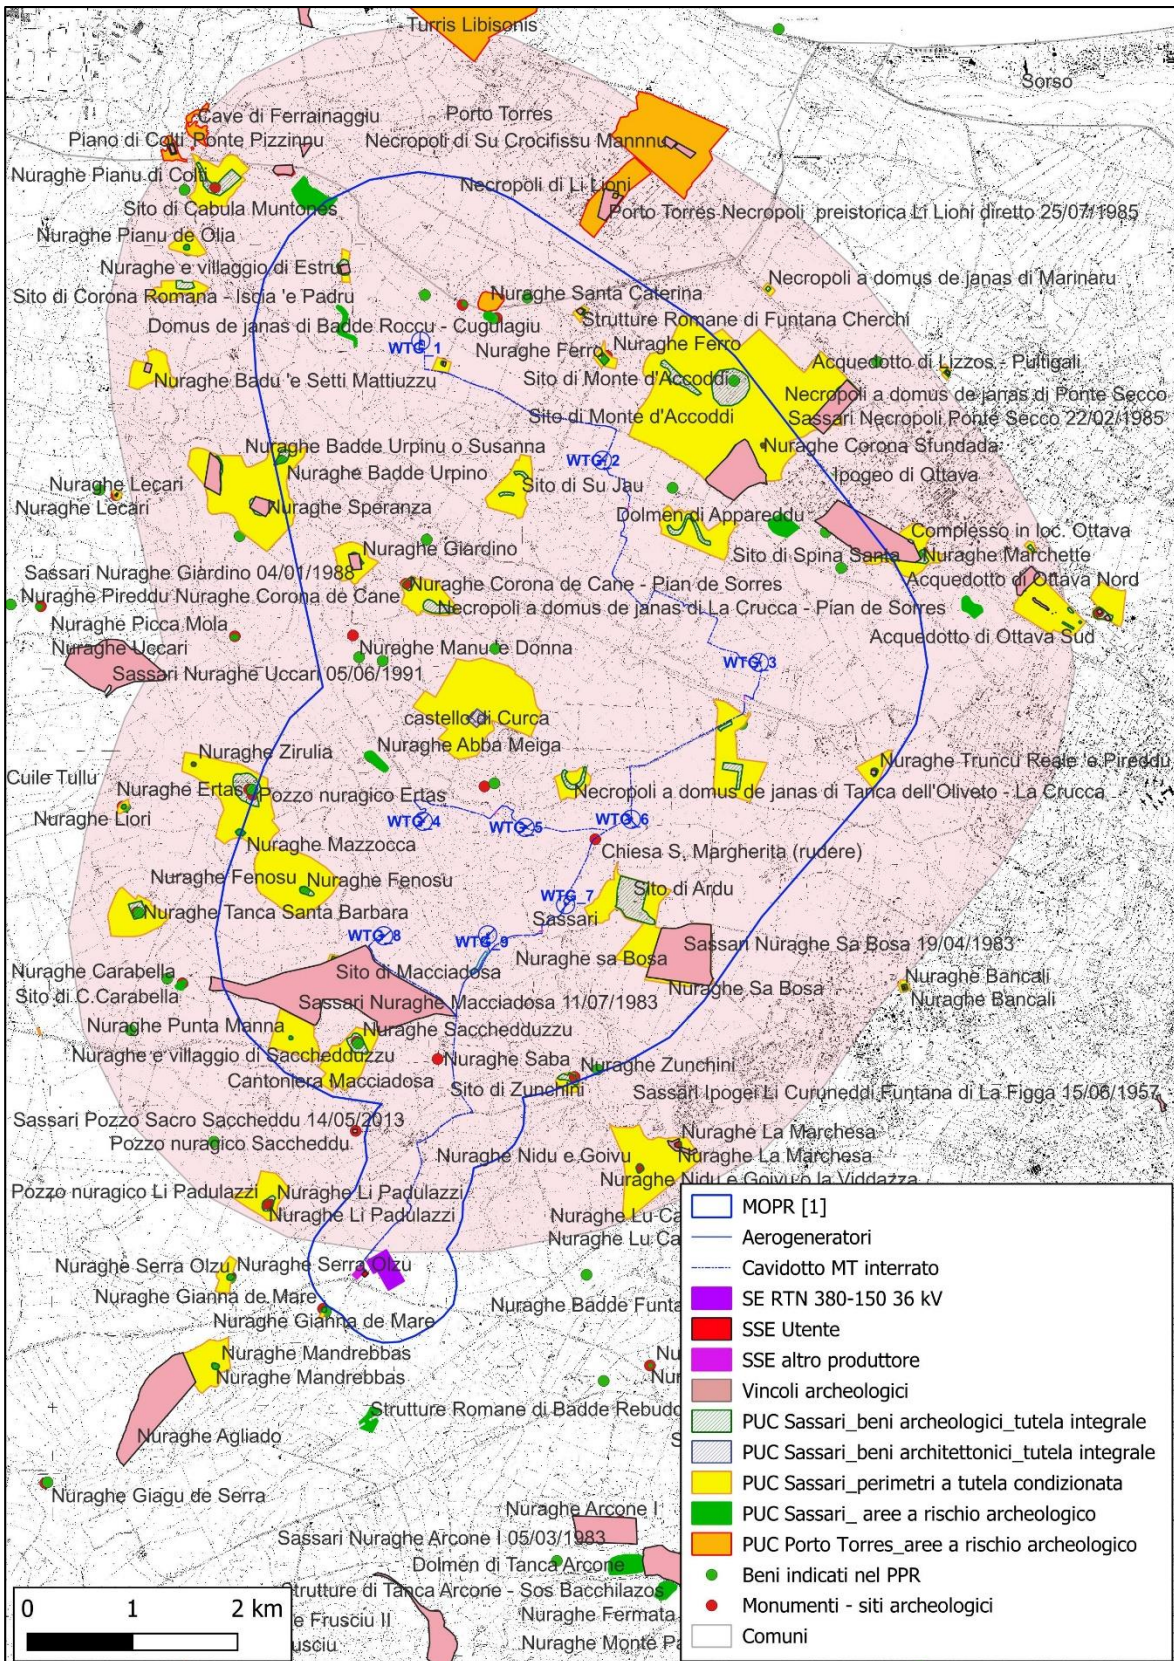 Turris Libisonis
Sorso
Cave di Ferrainaggiu
Porto Torres
Piano di Colti Ponte Pizzinnu
Necropoli di Su Crocifissu Mannnu
Nuraghe Pianu di Colti
Necropoli di Li Lioni
Sito di Cabula Muntones
Porto Torres Necropoli preistorica Li Lioni diretto 25/07/1985
Nuraghe Pianu de Olia
Nuraghe e villaggio di Estru
Necropoli a domus de janas di Marinaru
Sito di Corona Romana - Iscia 'e Padru
Nuraghe Santa Caterina
Domus de janas di Badde Roccu - Cugulagiu
Strutture Romane di Funtana Cherchi
WTG_1
Nuraghe Ferro
Nuraghe Ferro
Acquedotto di Lizzos - Pultigali
Nuraghe Badu 'e Setti Mattiuzzu
Sito di Monte d'Accoddi
Necropoli a domus de janas di Ponte Secco
Sito di Monte d'Accoddi
Sassari Necropoli Ponte Secco 22/02/1985
Nuraghe Badde Urpinu o Susanna
Nuraghe Corona Sfundada
WTG_2
Nuraghe Badde Urpino
Ipogeo di Ottava
Nuraghe Lecari
Sito di Su Jau
Nuraghe Lecari
Nuraghe Speranza
Dolmen di Appareddu
Complesso in loc. Ottava
Nuraghe Giardino
Sito di Spina Santa
Nuraghe Marchette
Sassari Nuraghe Giardino 04/01/1988
Nuraghe Corona de Cane - Pian de Sorres
Acquedotto di Ottava Nord
Nuraghe Pireddu Nuraghe Corona de Cane
Necropoli a domus de janas di La Crucca - Pian de Sorres
Nuraghe Picca Mola
Acquedotto di Ottava Sud
Nuraghe Uccari
Nuraghe Manu e Donna
WTG_3
Sassari Nuraghe Uccari 05/06/1991
castello di Curca
Nuraghe Zirulia
Nuraghe Abba Meiga
Nuraghe Truncu Reale e Pireddu
Cuile Tullu
Nuraghe Ertas
Pozzo nuragico Ertas
Necropoli a domus de janas di Tanca dell'Oliveto - La Crucca
Nuraghe Liori
WTG_4
WTG_5
WTG_6
Nuraghe Mazzocca
Chiesa S. Margherita (rudere)
Nuraghe Fenosu
Nuraghe Fenosu
Sito di Ardu
WTG_7
Nuraghe Tanca Santa Barbara
Sassari
WTG_8
WTG_9
Sassari Nuraghe Sa Bosa 19/04/1983
Nuraghe sa Bosa
Nuraghe Carabella
Sito di Macciadosa
Nuraghe Bancali
Sito di C.Carabella
Nuraghe Sa Bosa
Nuraghe Bancali
Sassari Nuraghe Macciadosa 11/07/1983
Nuraghe Punta Manna
Nuraghe Sacchedduzzu
Nuraghe e villaggio di Sacchedduzzu
Nuraghe Saba
Nuraghe Zunchini
Cantoniera Macciadosa
Sito di Zunchini
Sassari Ipogei Li Curuneddi Funtana di La Figga 15/06/1957
Sassari Pozzo Sacro Saccheddu 14/05/2013
Nuraghe La Marchesa
Pozzo nuragico Saccheddu
Nuraghe Nidu e Goivu
Nuraghe La Marchesa
Nuraghe Nidu e Goivu o la Viddazza
Pozzo nuragico Li Padulazzi
Nuraghe Li Padulazzi
Nuraghe Li Padulazzi
Nuraghe Lu Ca
Nuraghe Lu Ca
Nuraghe Serra Olzu
Nuraghe Serra Olzu
Nuraghe Gianna de Mare
Nuraghe Badde Funta
Nuraghe Gianna de Mare
Nuraghe Mandrebbas
Nuraghe Mandrebbas
Strutture Romane di Badde Rebudd
Nuraghe Agliado
Nuraghe Giagu de Serra
Nuraghe Arcone I
Sassari Nuraghe Arcone I 05/03/1983
Dolmen di Tanca Arcone
Strutture di Tanca Arcone - Sos Bacchilazos
e Frusciu II
Nuraghe Fermata
usciu
Nuraghe Monte Pa
MOPR [1]
Aerogeneratori
Cavidotto MT interrato
SE RTN 380-150 36 kV
SSE Utente
SSE altro produttore
Vincoli archeologici
PUC Sassari_beni archeologici_tutela integrale
PUC Sassari_beni architettonici_tutela integrale
PUC Sassari_perimetri a tutela condizionata
PUC Sassari_ aree a rischio archeologico
PUC Porto Torres_aree a rischio archeologico
Beni indicati nel PPR
Monumenti - siti archeologici
Comuni
0 1 2 km